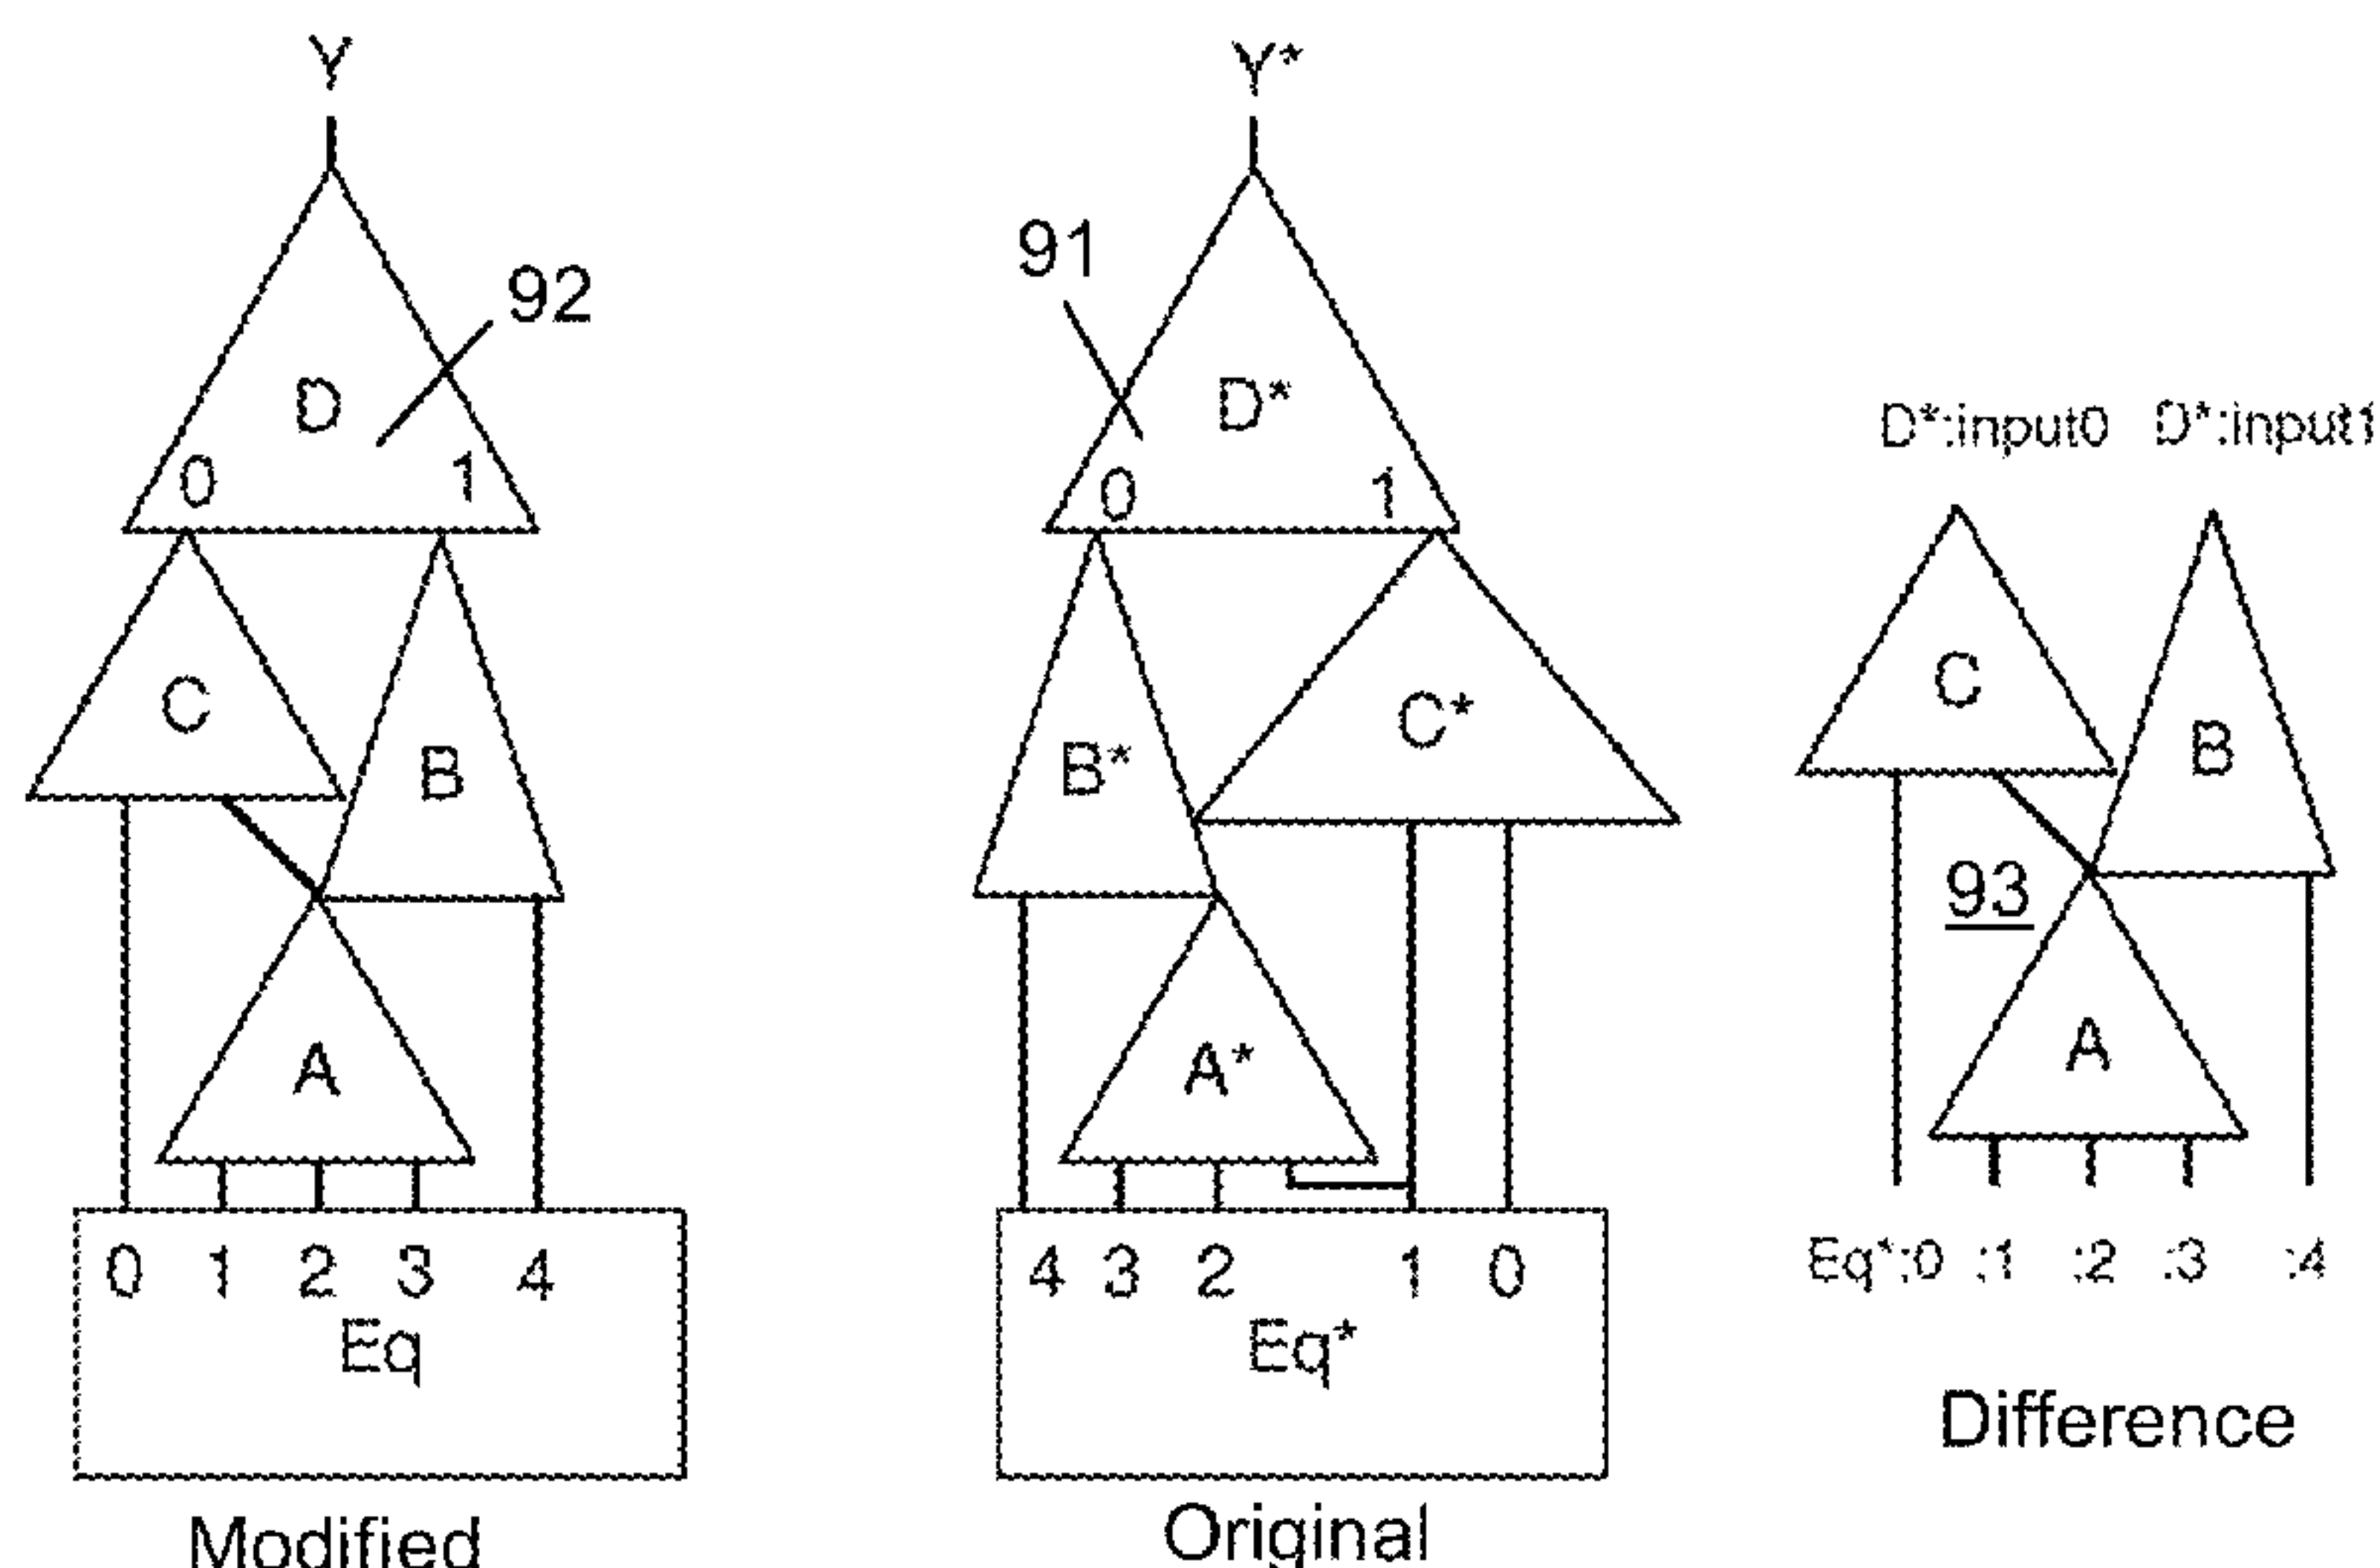 Y
92
D
0 1
C
B
A
0 1 2 3 4
Eq
Modified
Y*
91
D*
0 1
B*
C*
A*
4 3 2 1 0
Eq*
Original
D*:input0 D*:input1
C
B
93
A
Eq*:0 :1 :2 :3 :4
Difference